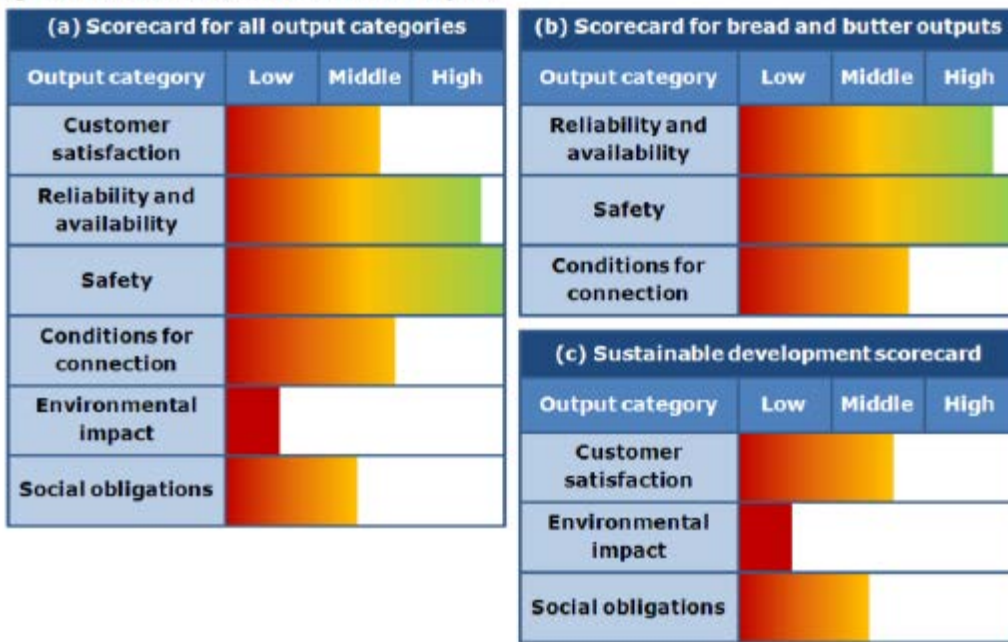 (a) Scorecard for all output categories
Output category Low Middle High
Customer
satisfaction
Reliability and
availability
Safety
Conditions for
connection
Environmental
impact
Social obligations
(b) Scorecard for bread and butter outputs
Output category Low Middle High
Reliability and
availability
Safety
Conditions for
connection
(c) Sustainable development scorecard
Output category Low Middle High
Customer
satisfaction
Environmental
impact
Social obligations